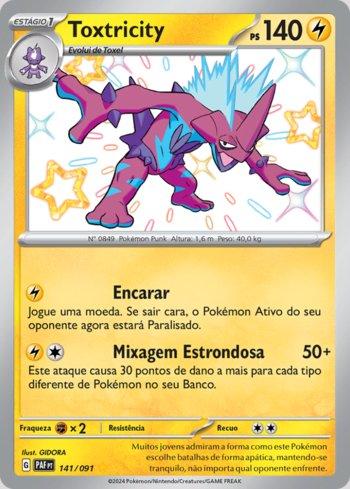 ESTÁGIO 1
Toxtricity
PS 140
Evolui de Toxel
Nº 0849 Pokémon Punk Altura: 1,6 m Peso: 40,0 kg
Encarar
Jogue uma moeda. Se sair cara, o Pokémon Ativo do seu
oponente agora estará Paralisado.
Mixagem Estrondosa 50+
Este ataque causa 30 pontos de dano a mais para cada tipo
diferente de Pokémon no seu Banco.
Fraqueza × 2 Resistência Recuo
Ilust. GIDORA
G PAF PT 141/091
Muitos jovens admiram a forma como este Pokémon
escolhe batalhas de forma apática, mantendo-se
tranquilo, não importa qual oponente enfrente.
©2024 Pokémon/Nintendo/Creatures/GAME FREAK